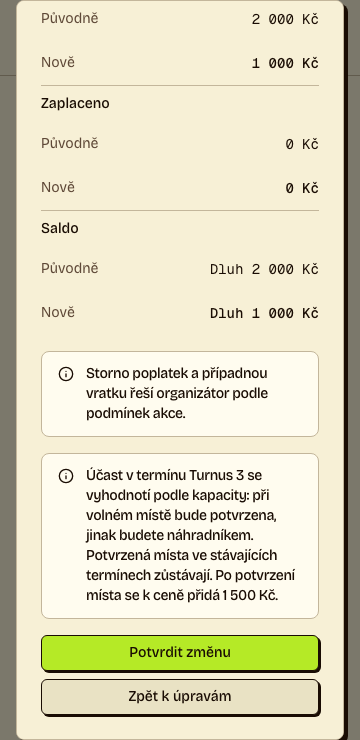 Původně 2 000 Kč
Nově 1 000 Kč
Zaplaceno
Původně 0 Kč
Nově 0 Kč
Saldo
Původně Dluh 2 000 Kč
Nově Dluh 1 000 Kč
Storno poplatek a případnou
vratku řeší organizátor podle
podmínek akce.
Účast v termínu Turnus 3 se
vyhodnotí podle kapacity: při
volném místě bude potvrzena,
jinak budete náhradníkem.
Potvrzená místa ve stávajících
termínech zůstávají. Po potvrzení
místa se k ceně přidá 1 500 Kč.
Potvrdit změnu
Zpět k úpravám